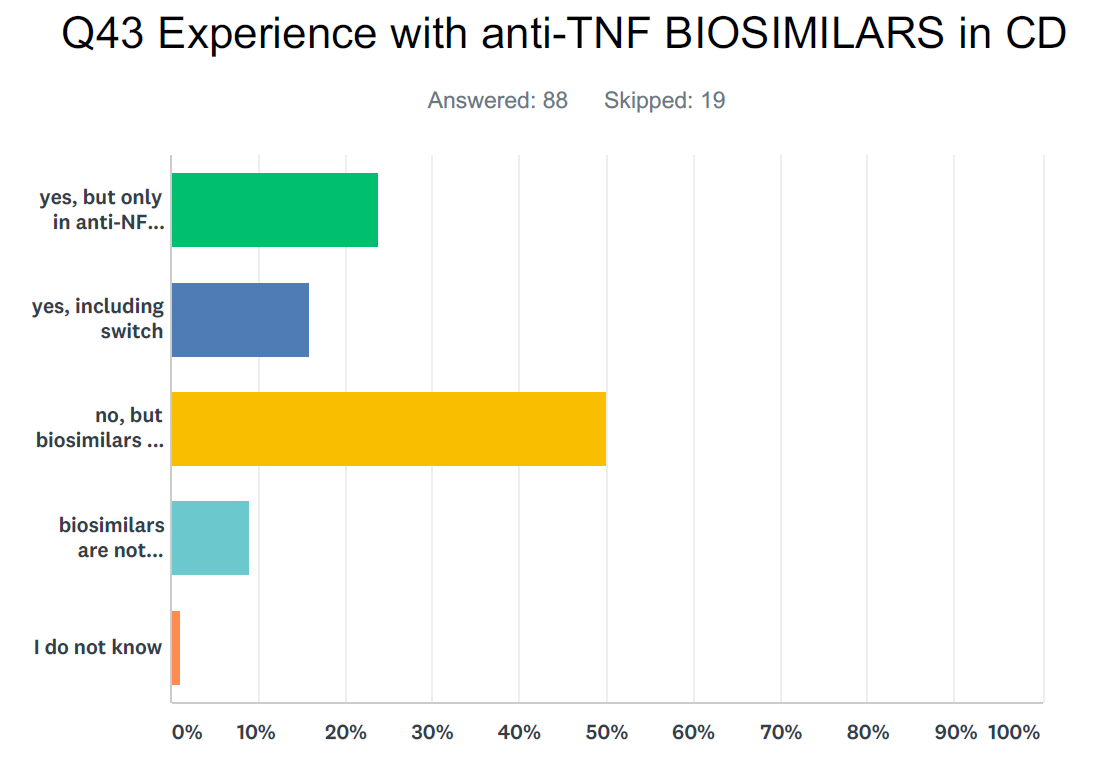 Q43 Experience with anti-TNF BIOSIMILARS in CD
Answered: 88 Skipped: 19
yes, but only
in anti-NF...
yes, including
switch
no, but
biosimilars ...
biosimilars
are not...
I do not know
0% 10% 20% 30% 40% 50% 60% 70% 80% 90% 100%